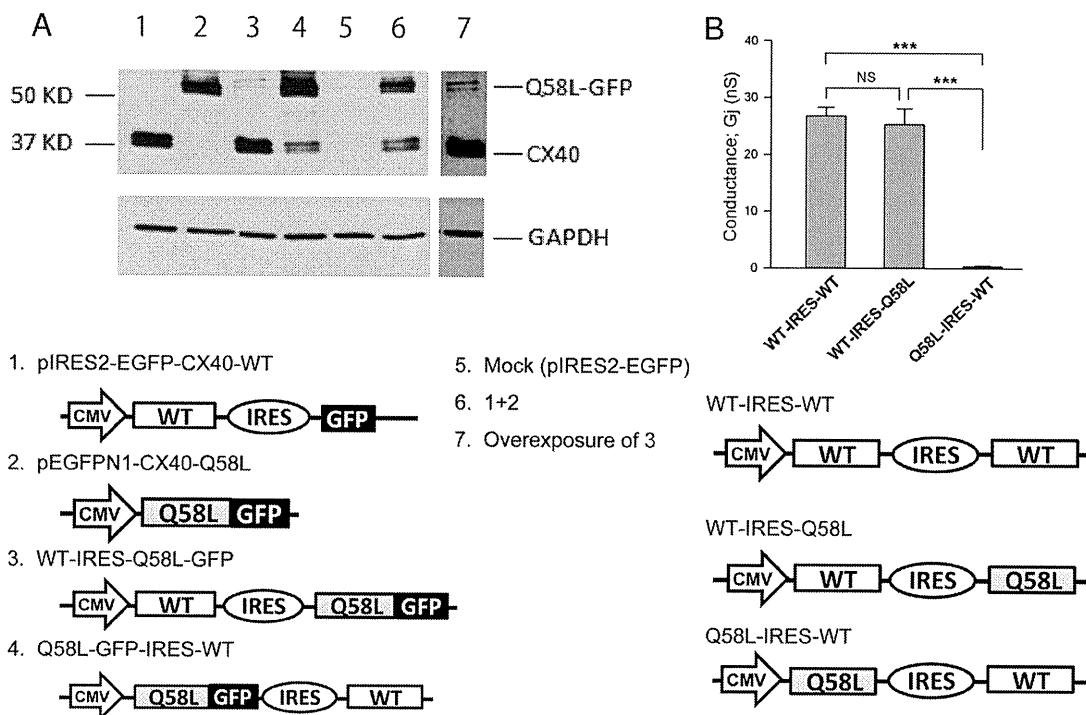 A
1 2 3 4 5 6 7
50 KD
37 KD
Q58L-GFP
CX40
GAPDH
B
Conductance; Gj (nS)
40
30
20
10
0
***
NS
***
WT-IRES-WT
WT-IRES-Q58L
Q58L-IRES-WT
1. pIRES2-EGFP-CX40-WT
CMV WT IRES GFP
2. pEGFPN1-CX40-Q58L
CMV Q58L GFP
3. WT-IRES-Q58L-GFP
CMV WT IRES Q58L GFP
4. Q58L-GFP-IRES-WT
CMV Q58L GFP IRES WT
5. Mock (pIRES2-EGFP)
6. 1+2
7. Overexposure of 3
WT-IRES-WT
CMV WT IRES WT
WT-IRES-Q58L
CMV WT IRES Q58L
Q58L-IRES-WT
CMV Q58L IRES WT